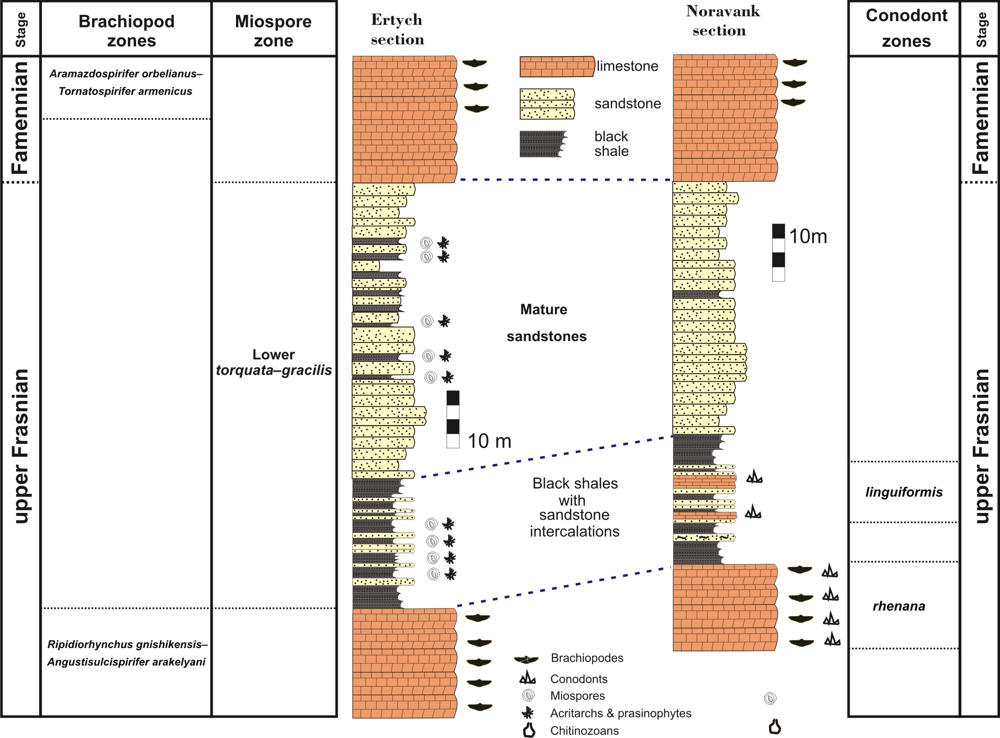 Stage
Brachiopod
zones
Miospore
zone
Ertych
section
Noravank
section
Conodont
zones
Stage
Famennian
Aramazdospirifer orbelianus–
Tornatospirifer armenicus
limestone
sandstone
black
shale
Famennian
10m
Mature
sandstones
Lower
torquata–gracilis
upper Frasnian
10 m
Black shales
with
sandstone
intercalations
linguiformis
upper Frasnian
rhenana
Ripidiorhynchus gnishikensis–
Angustisulcispirifer arakelyani
Brachiopodes
Conodonts
Miospores
Acritarchs & prasinophytes
Chitinozoans